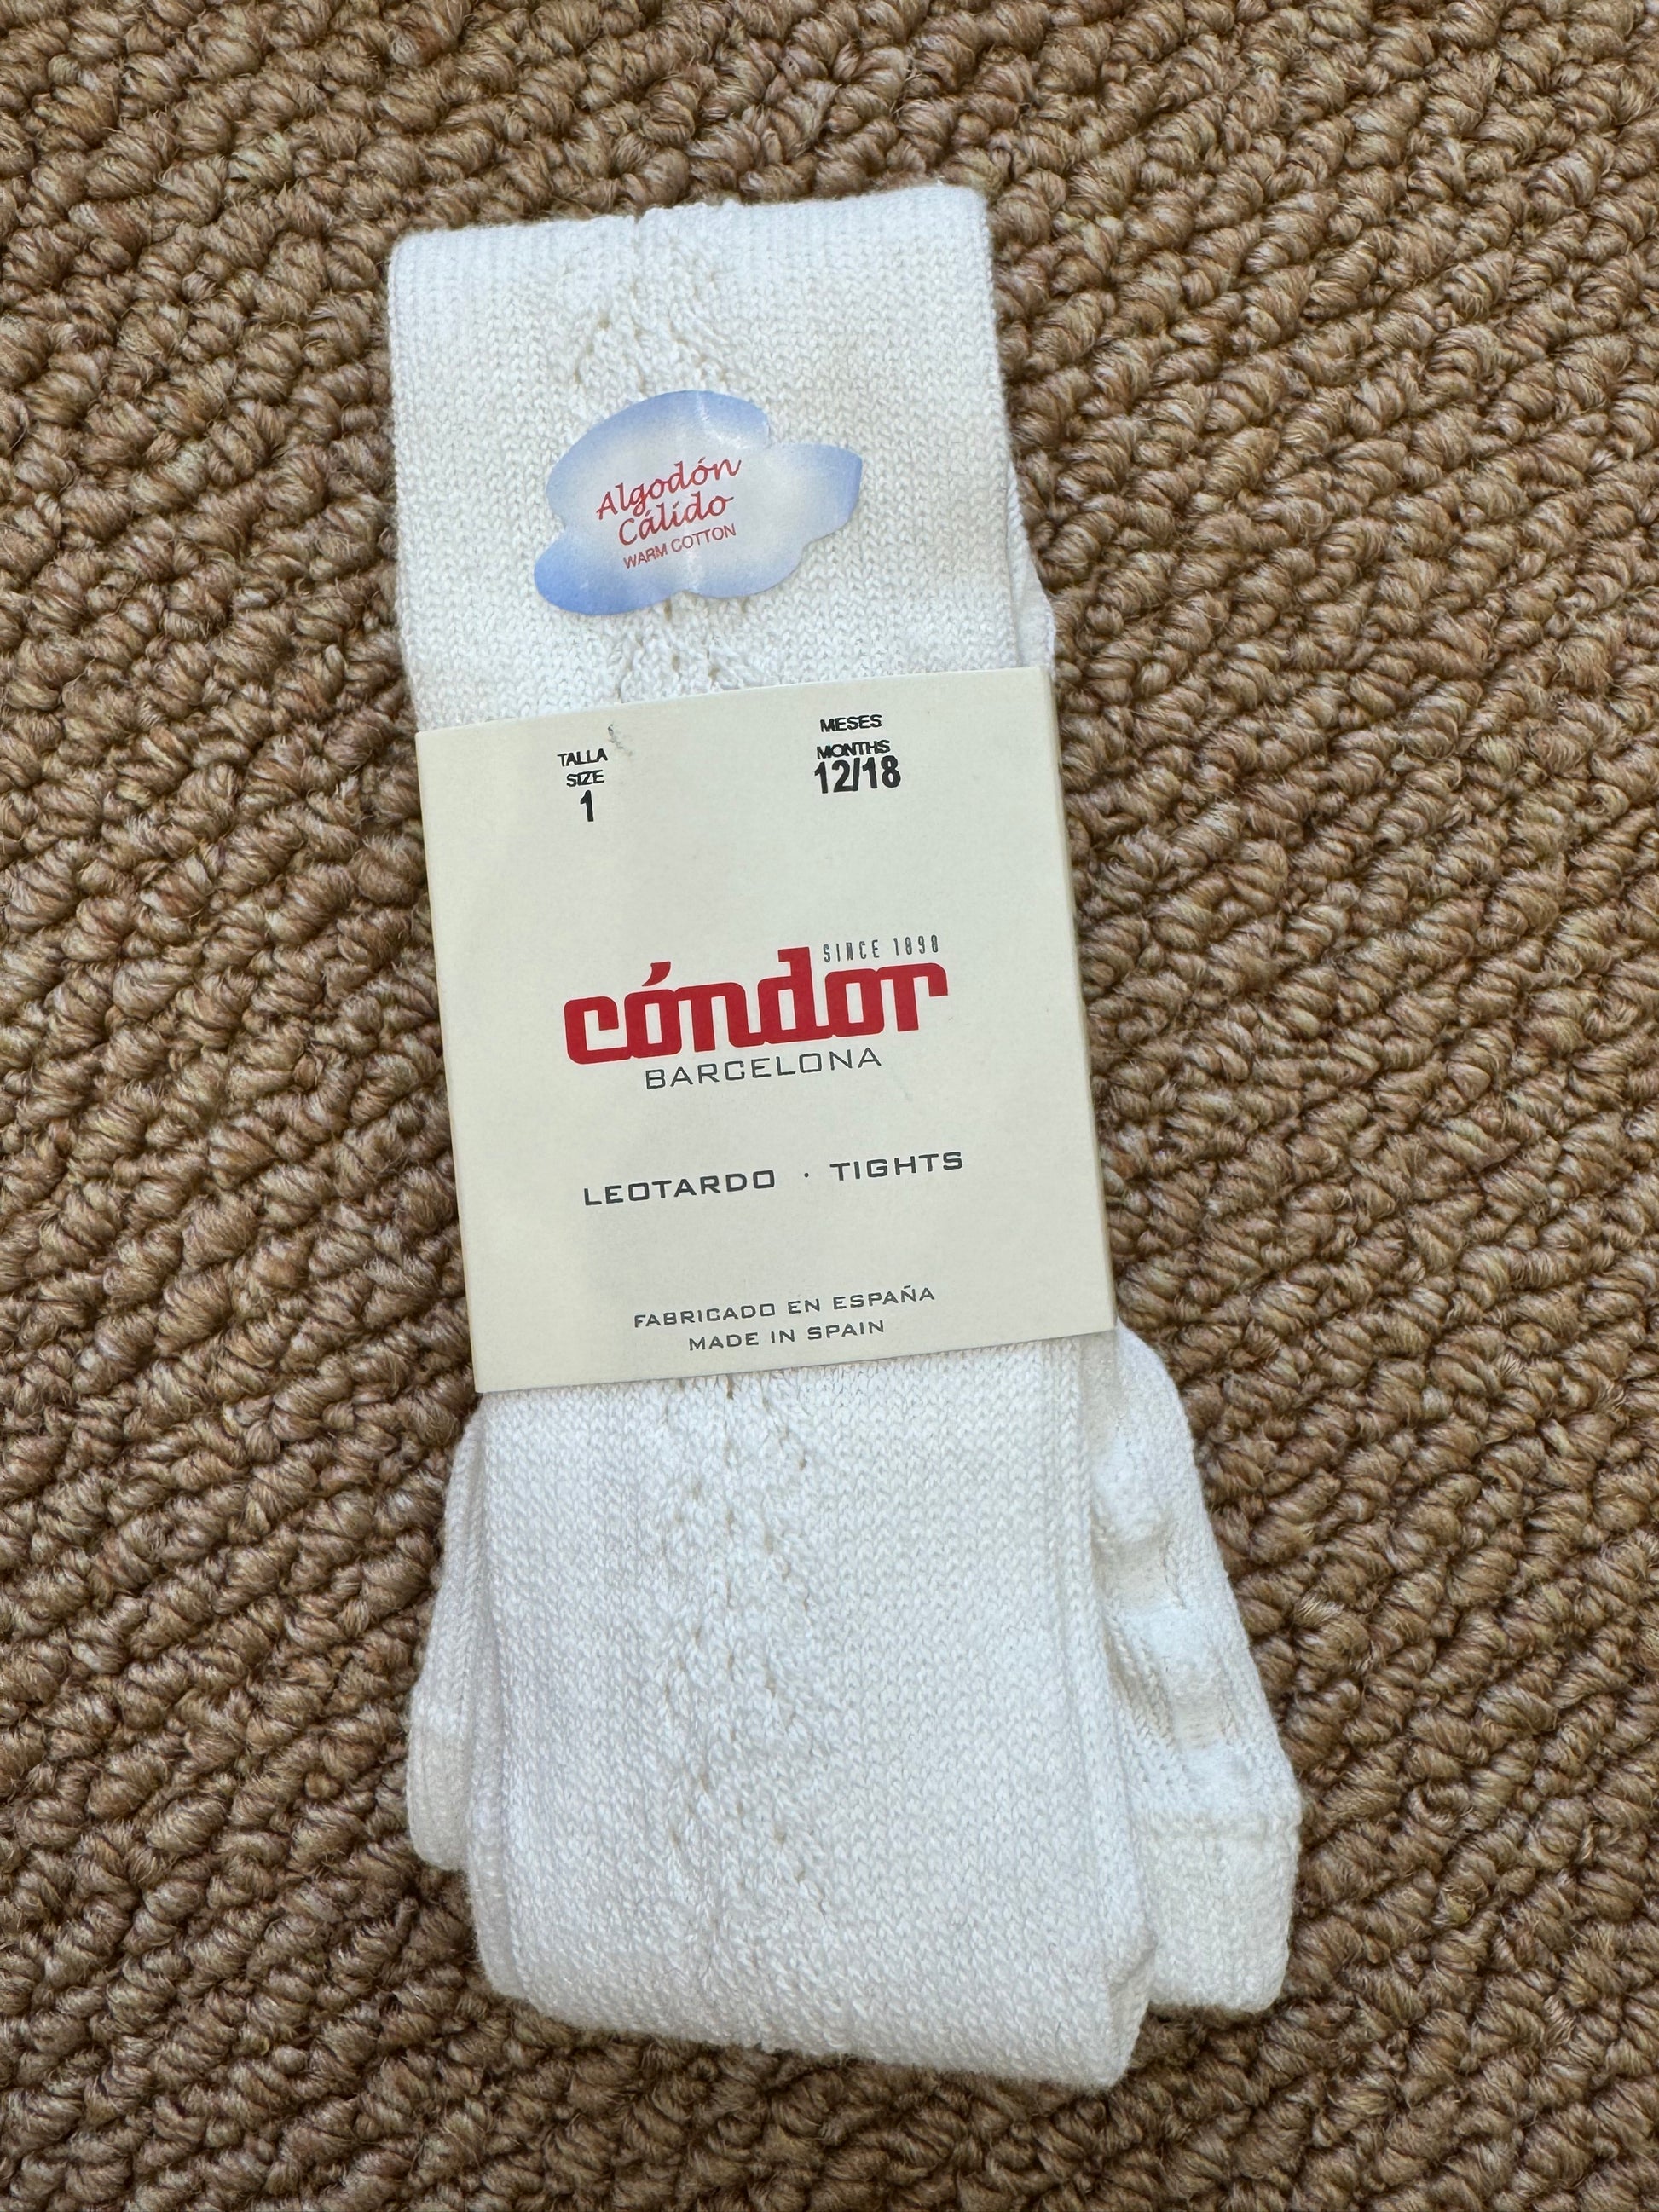 Algodón
Cálido
WARM COTTON
TALLA
SIZE
1
MESES
MONTHS
12/18
SINCE 1898
cóndor
BARCELONA
LEOTARDO · TIGHTS
FABRICADO EN ESPAÑA
MADE IN SPAIN